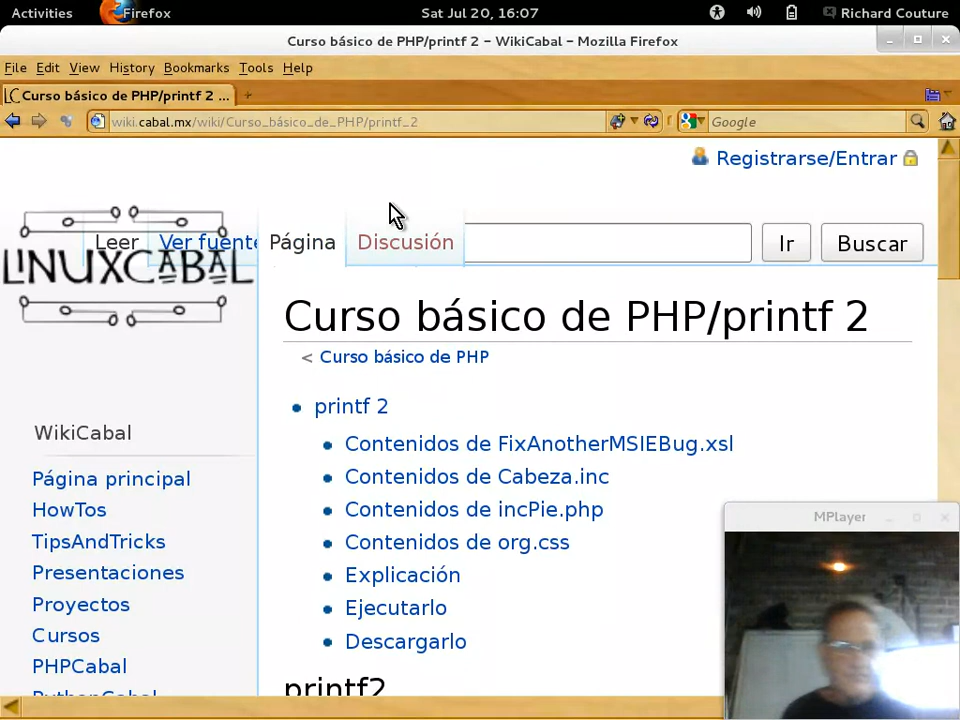 Activities Firefox Sat Jul 20, 16:07 Richard Couture
Curso básico de PHP/printf 2 – WikiCabal – Mozilla Firefox
File Edit View History Bookmarks Tools Help
Curso básico de PHP/printf 2 ...
wiki.cabal.mx/wiki/Curso_básico_de_PHP/printf_2 Google
Registrarse/Entrar
LINUXCABAL
Leer Ver fuente Página Discusión Ir Buscar
Curso básico de PHP/printf 2
< Curso básico de PHP
printf 2
Contenidos de FixAnotherMSIEBug.xsl
Contenidos de Cabeza.inc
Contenidos de incPie.php
Contenidos de org.css
Explicación
Ejecutarlo
Descargarlo
printf2
WikiCabal
Página principal
HowTos
TipsAndTricks
Presentaciones
Proyectos
Cursos
PHPCabal
PythonCabal
MPlayer